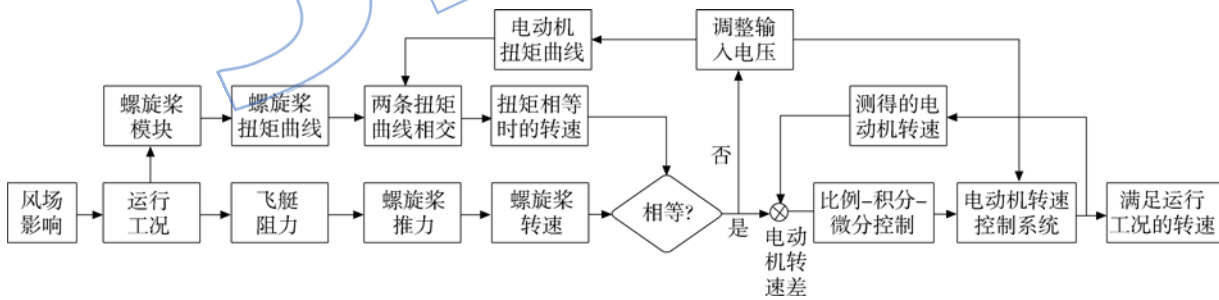 电动机
扭矩曲线
调整输
入电压
螺旋桨
模块
螺旋桨
扭矩曲线
两条扭矩
曲线相交
扭矩相等
时的转速
测得的电
动机转速
否
风场
影响
运行
工况
飞艇
阻力
螺旋桨
推力
螺旋桨
转速
相等?
是
电动
机转
速差
比例-积分-
微分控制
电动机转速
控制系统
满足运行
工况的转速